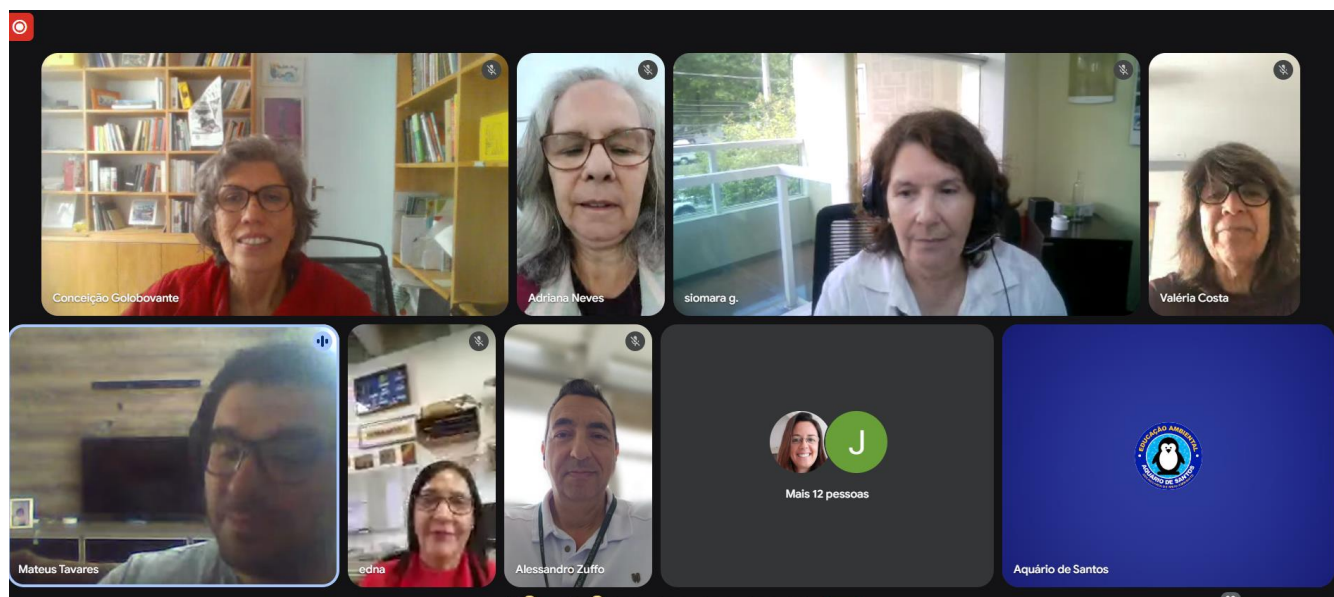 Conceição Golobovante
Adriana Neves
siomara g.
Valéria Costa
Mateus Tavares
edna
Alessandro Zuffo
J
Mais 12 pessoas
EDUCAÇÃO AMBIENTAL
AQUÁRIO DE SANTOS
Aquário de Santos